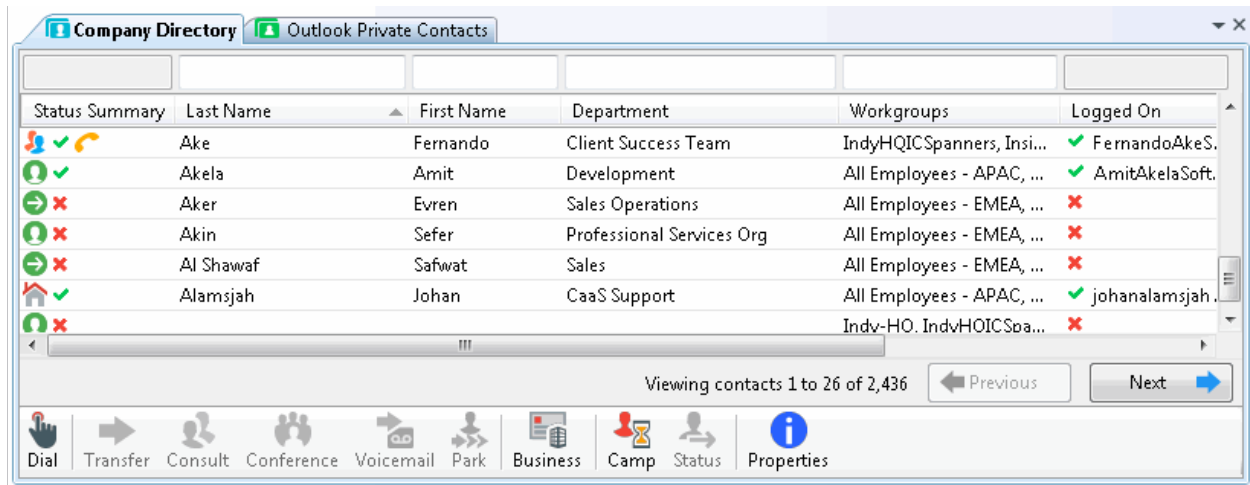 Company Directory Outlook Private Contacts
Status Summary Last Name First Name Department Workgroups Logged On
Ake Fernando Client Success Team IndyHQICSpanners, Insi... FernandoAkeS.
Akela Amit Development All Employees - APAC, ... AmitAkelaSoft.
Aker Evren Sales Operations All Employees - EMEA, ...
Akin Sefer Professional Services Org All Employees - EMEA, ...
Al Shawaf Safwat Sales All Employees - EMEA, ...
Alamsjah Johan CaaS Support All Employees - APAC, ... johanalamsjah.
Indy-HQ, IndyHQICSpa...
Viewing contacts 1 to 26 of 2,436 Previous Next
Dial Transfer Consult Conference Voicemail Park Business Camp Status Properties